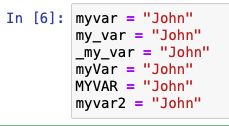 In [6]: myvar = "John"
my_var = "John"
_my_var = "John"
myVar = "John"
MYVAR = "John"
myvar2 = "John"